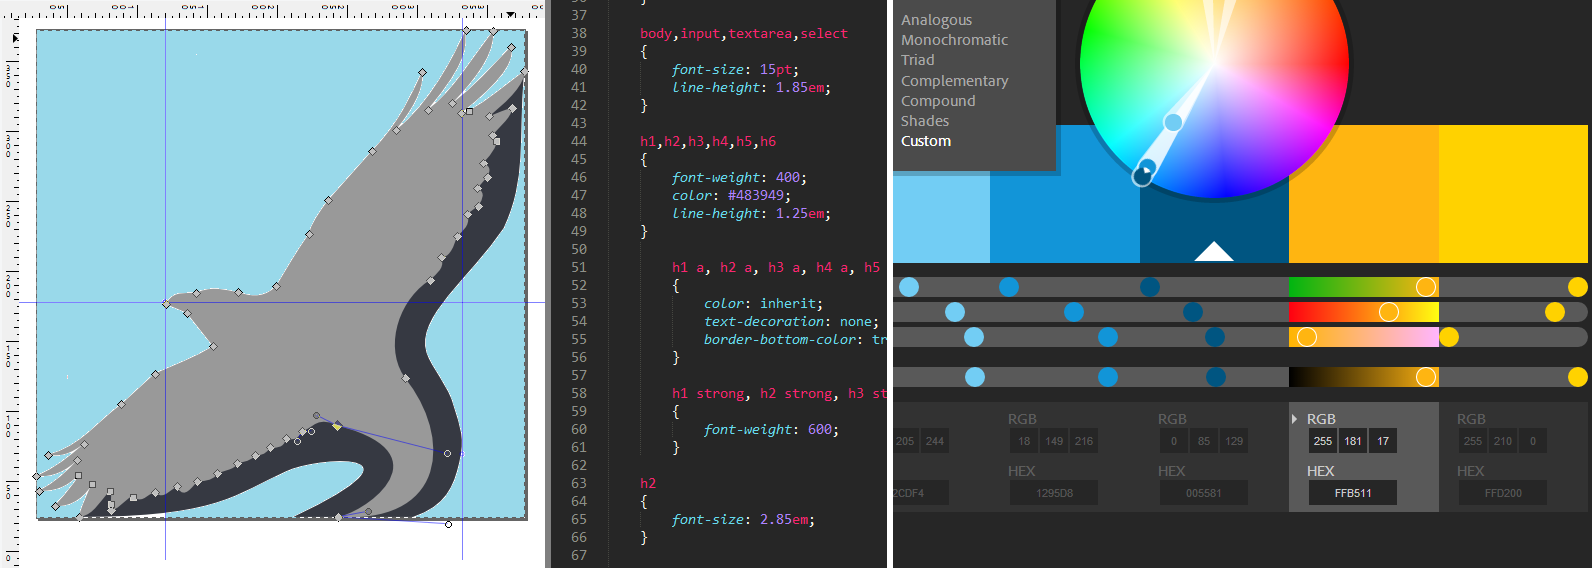 37
38 body,input,textarea,select
39 {
40 font-size: 15pt;
41 line-height: 1.85em;
42 }
43
44 h1,h2,h3,h4,h5,h6
45 {
46 font-weight: 400;
47 color: #483949;
48 line-height: 1.25em;
49 }
50
51 h1 a, h2 a, h3 a, h4 a, h5
52 {
53 color: inherit;
54 text-decoration: none;
55 border-bottom-color: tr
56 }
57
58 h1 strong, h2 strong, h3 st
59 {
60 font-weight: 600;
61 }
62
63 h2
64 {
65 font-size: 2.85em;
66 }
67
Analogous
Monochromatic
Triad
Complementary
Compound
Shades
Custom
RGB RGB RGB RGB
205 244 18 149 216 0 85 129 255 181 17 255 210 0
HEX HEX HEX HEX
2CDF4 1295D8 005581 FFB511 FFD200